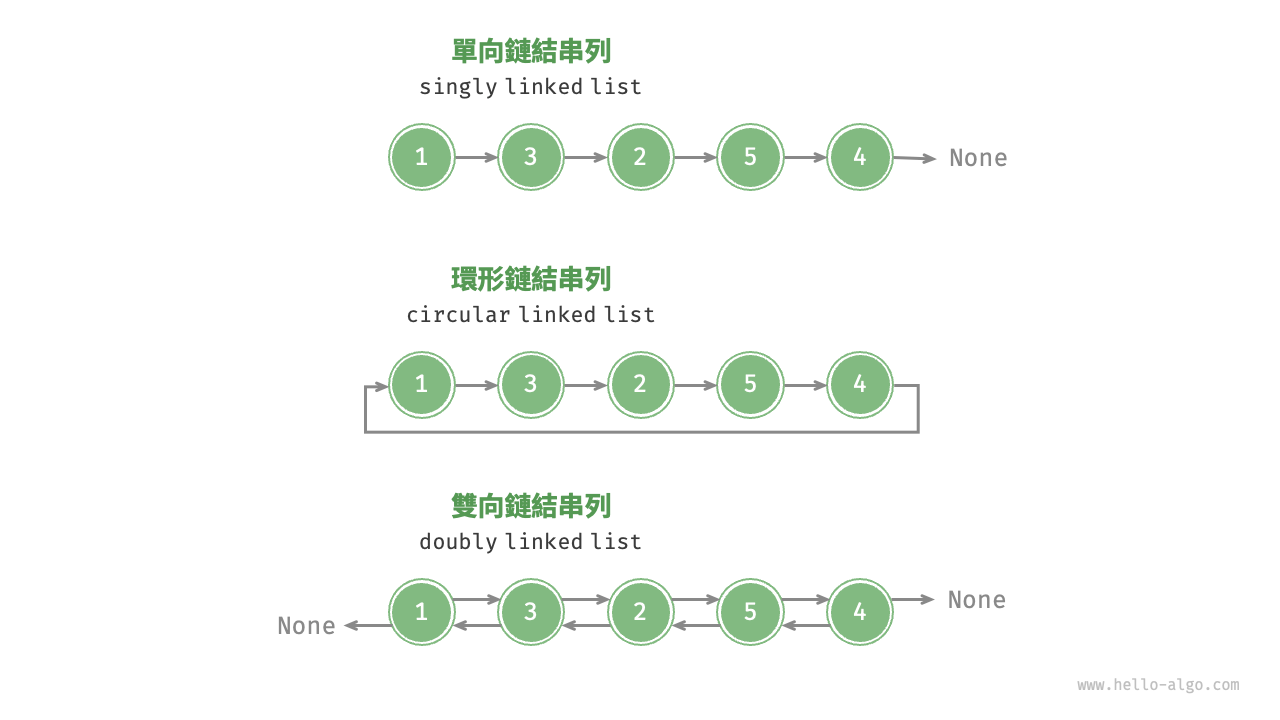 單向鏈結串列
singly linked list
1 3 2 5 4 None
環形鏈結串列
circular linked list
1 3 2 5 4
雙向鏈結串列
doubly linked list
None 1 3 2 5 4 None
www.hello-algo.com